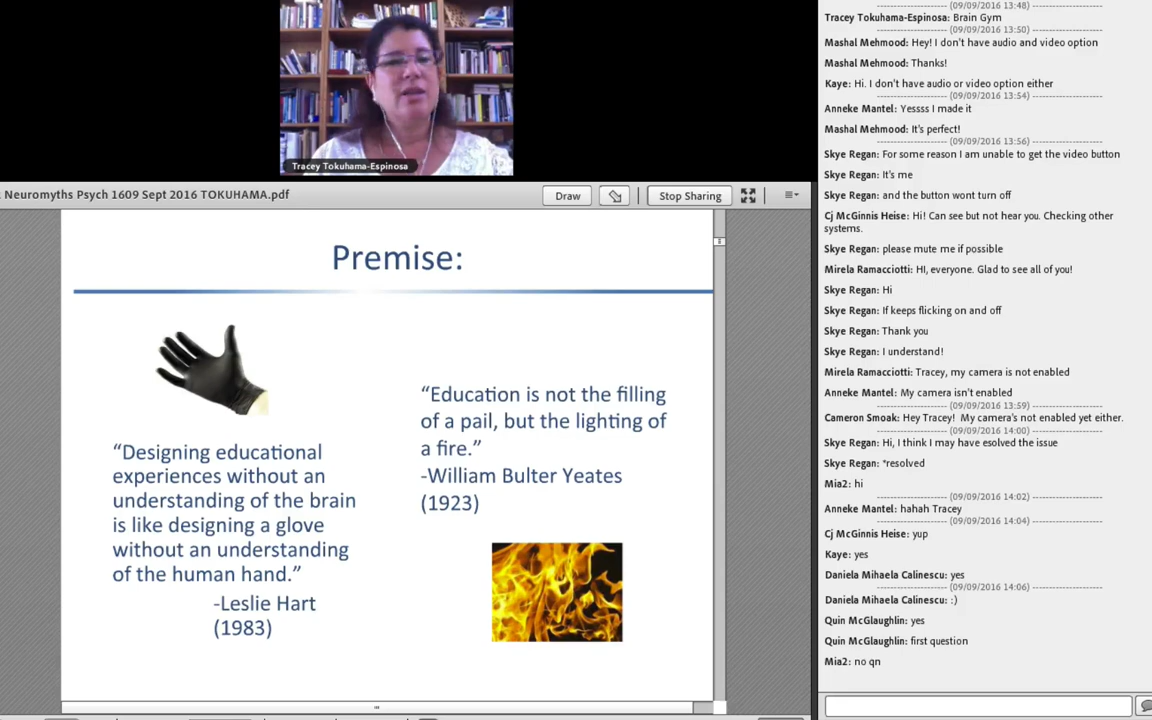 Tracey Tokuhama-Espinosa
Neuromyths Psych 1609 Sept 2016 TOKUHAMA.pdf
Draw
Stop Sharing
Premise:
“Designing educational
experiences without an
understanding of the brain
is like designing a glove
without an understanding
of the human hand.”
-Leslie Hart
(1983)
“Education is not the filling
of a pail, but the lighting of
a fire.”
-William Bulter Yeates
(1923)
(09/09/2016 13:48)
Tracey Tokuhama-Espinosa: Brain Gym
(09/09/2016 13:50)
Mashal Mehmood: Hey! I don't have audio and video option
Mashal Mehmood: Thanks!
Kaye: Hi. I don't have audio or video option either
(09/09/2016 13:54)
Anneke Mantel: Yessss I made it
Mashal Mehmood: It's perfect!
(09/09/2016 13:56)
Skye Regan: For some reason I am unable to get the video button
Skye Regan: It's me
Skye Regan: and the button wont turn off
Cj McGinnis Heise: Hi! Can see but not hear you. Checking other
systems.
Skye Regan: please mute me if possible
Mirela Ramacciotti: HI, everyone. Glad to see all of you!
Skye Regan: Hi
Skye Regan: If keeps flicking on and off
Skye Regan: Thank you
Skye Regan: I understand!
Mirela Ramacciotti: Tracey, my camera is not enabled
Anneke Mantel: My camera isn't enabled
(09/09/2016 13:59)
Cameron Smoak: Hey Tracey! My camera's not enabled yet either.
(09/09/2016 14:00)
Skye Regan: Hi, I think I may have esolved the issue
Skye Regan: *resolved
Mia2: hi
(09/09/2016 14:02)
Anneke Mantel: hahah Tracey
(09/09/2016 14:04)
Cj McGinnis Heise: yup
Kaye: yes
Daniela Mihaela Calinescu: yes
(09/09/2016 14:06)
Daniela Mihaela Calinescu: :)
Quin McGlaughlin: yes
Quin McGlaughlin: first question
Mia2: no qn